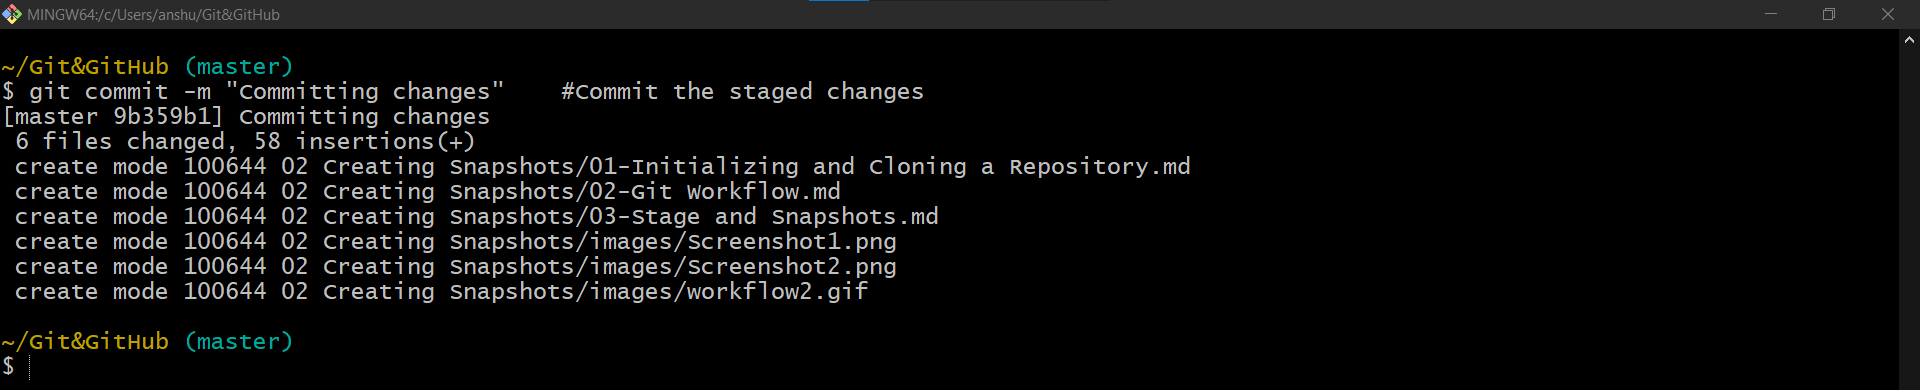 MINGW64:/c/Users/anshu/Git&GitHub
~/Git&GitHub (master)
$ git commit -m "Committing changes"    #Commit the staged changes
[master 9b359b1] Committing changes
 6 files changed, 58 insertions(+)
 create mode 100644 02 Creating Snapshots/01-Initializing and Cloning a Repository.md
 create mode 100644 02 Creating Snapshots/02-Git Workflow.md
 create mode 100644 02 Creating Snapshots/03-Stage and Snapshots.md
 create mode 100644 02 Creating Snapshots/images/Screenshot1.png
 create mode 100644 02 Creating Snapshots/images/Screenshot2.png
 create mode 100644 02 Creating Snapshots/images/workflow2.gif
~/Git&GitHub (master)
$